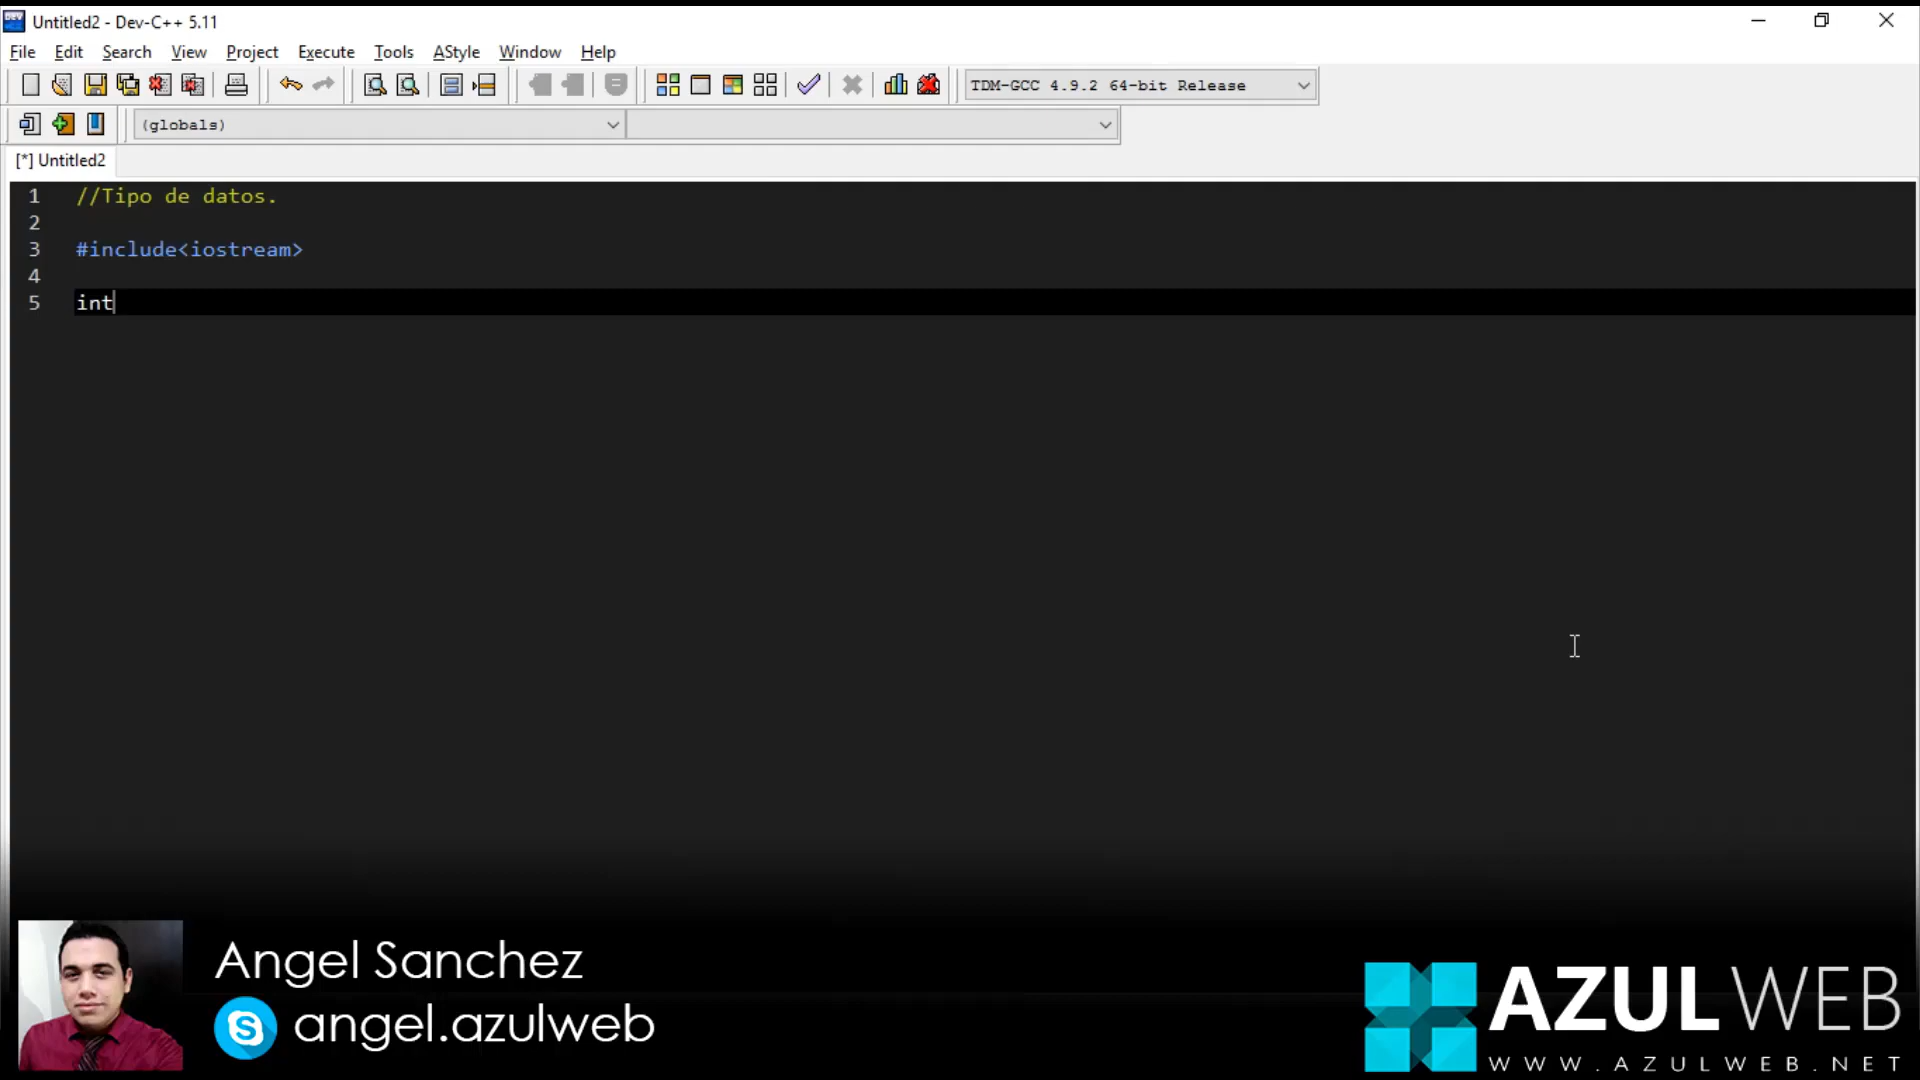 Untitled2 - Dev-C++ 5.11
File Edit Search View Project Execute Tools AStyle Window Help
TDM-GCC 4.9.2 64-bit Release
(globals)
[*] Untitled2
1 //Tipo de datos.
2
3 #include<iostream>
4
5 int
Angel Sanchez
angel.azulweb
AZULWEB
WWW.AZULWEB.NET